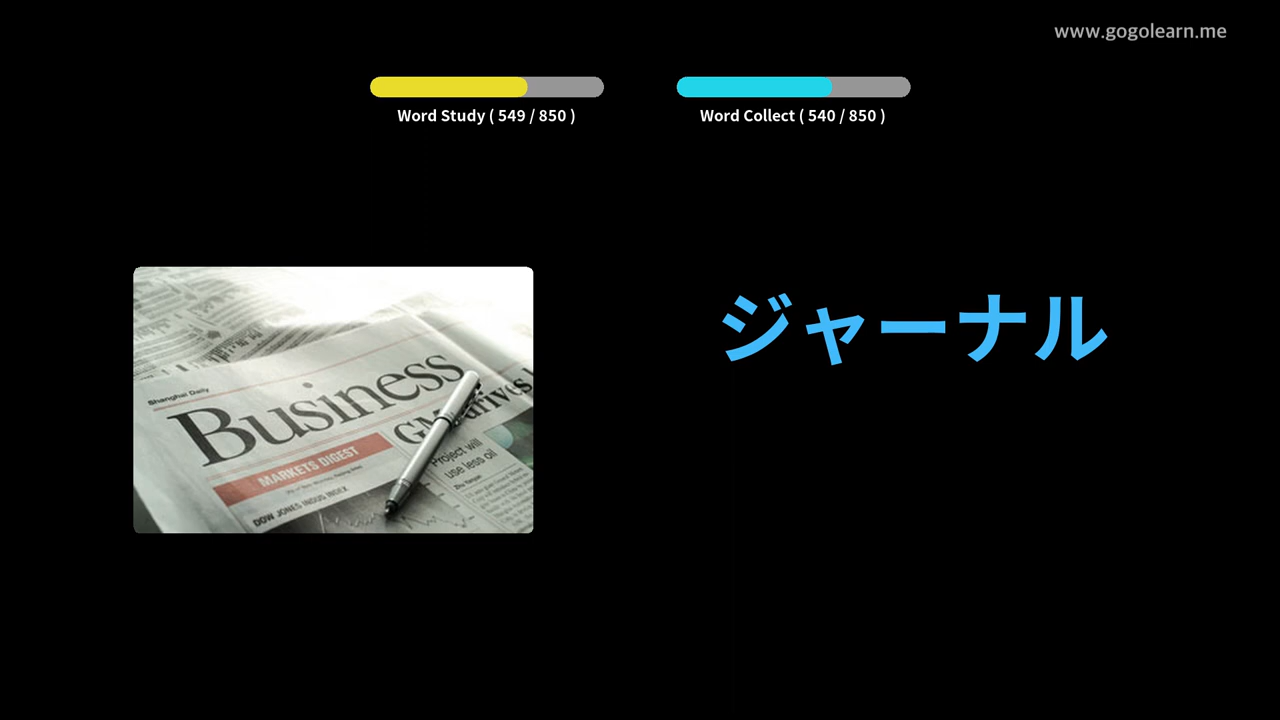 www.gogolearn.me
Word Study ( 549 / 850 )
Word Collect ( 540 / 850 )
ジャーナル
Shanghai Daily
Business
MARKETS DIGEST
DOW JONES INDUS INDEX
GM
drives
Project will
use less oil